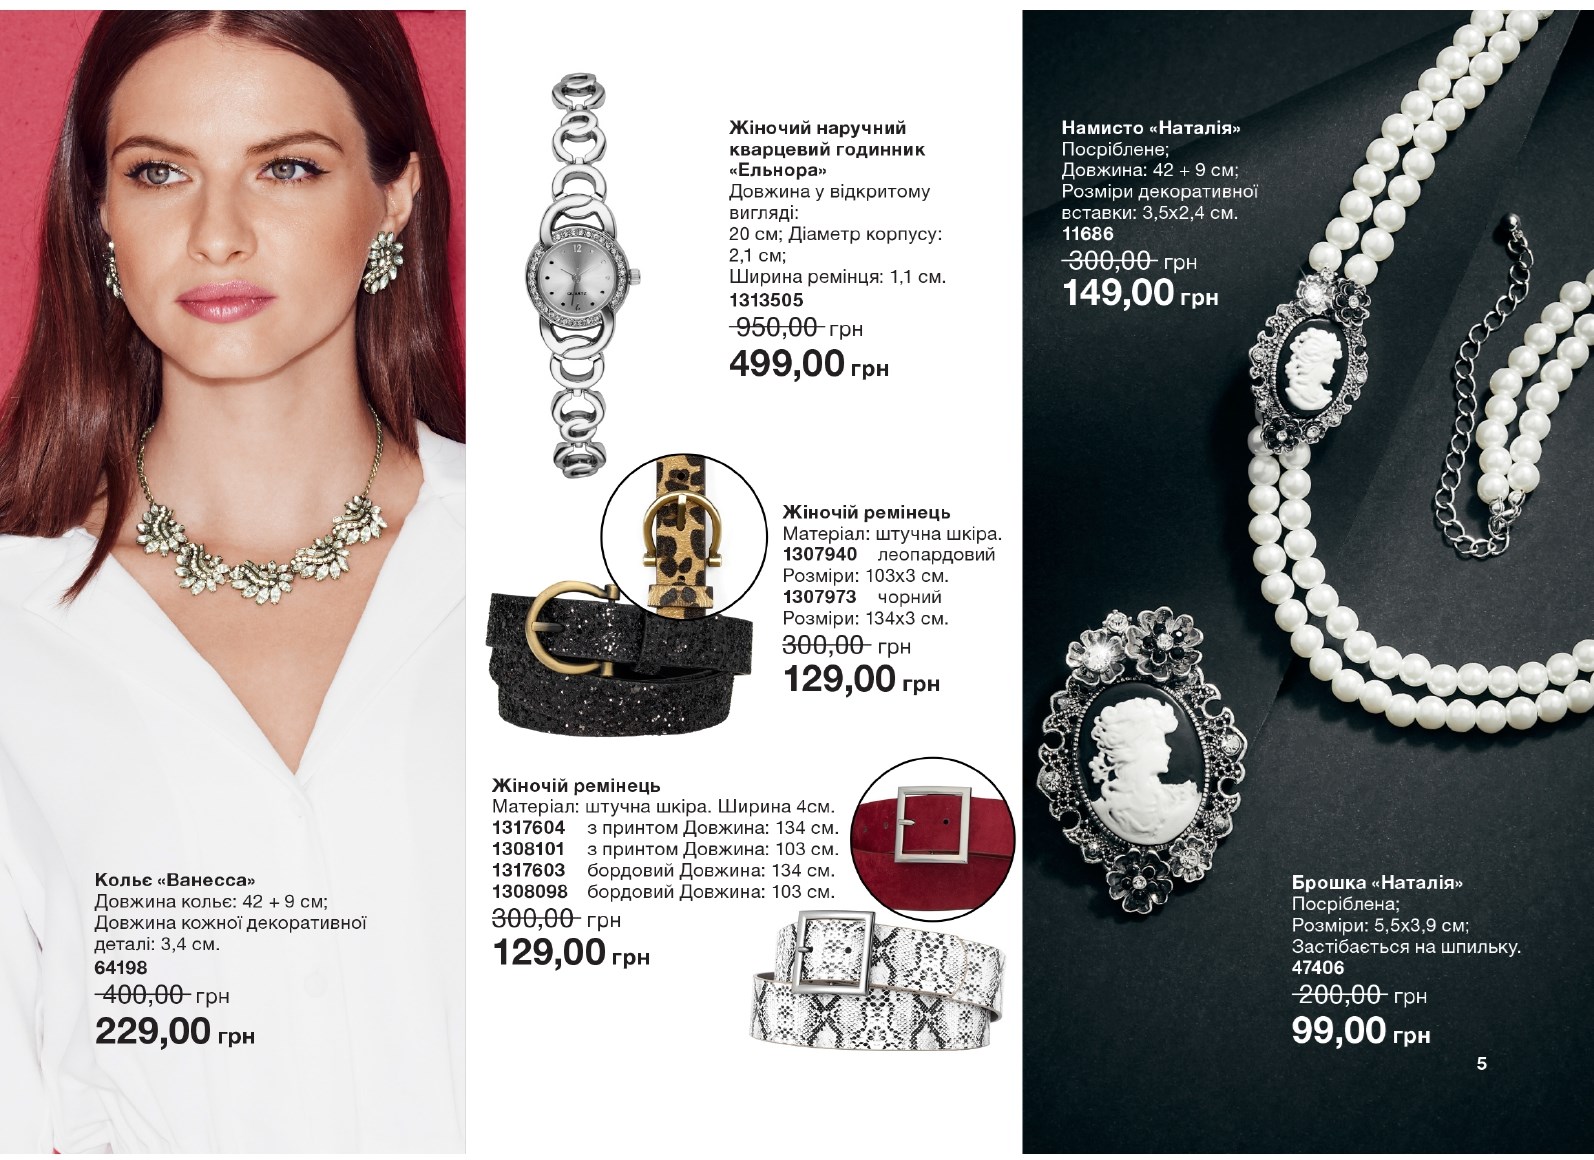 Жіночий наручний
кварцевий годинник
«Ельнора»
Довжина у відкритому
вигляді:
20 см; Діаметр корпусу:
2,1 см;
Ширина ремінця: 1,1 см.
1313505
950,00 грн
499,00 грн
12
QUARTZ
Жіночій ремінець
Матеріал: штучна шкіра.
1307940 леопардовий
Розміри: 103х3 см.
1307973 чорний
Розміри: 134х3 см.
300,00 грн
129,00 грн
Жіночій ремінець
Матеріал: штучна шкіра. Ширина 4см.
1317604 з принтом Довжина: 134 см.
1308101 з принтом Довжина: 103 см.
1317603 бордовий Довжина: 134 см.
1308098 бордовий Довжина: 103 см.
300,00 грн
129,00 грн
Кольє «Ванесса»
Довжина кольє: 42 + 9 см;
Довжина кожної декоративної
деталі: 3,4 см.
64198
400,00 грн
229,00 грн
Намисто «Наталія»
Посріблене;
Довжина: 42 + 9 см;
Розміри декоративної
вставки: 3,5х2,4 см.
11686
300,00 грн
149,00 грн
Брошка «Наталія»
Посріблена;
Розміри: 5,5х3,9 см;
Застібається на шпильку.
47406
200,00 грн
99,00 грн
5